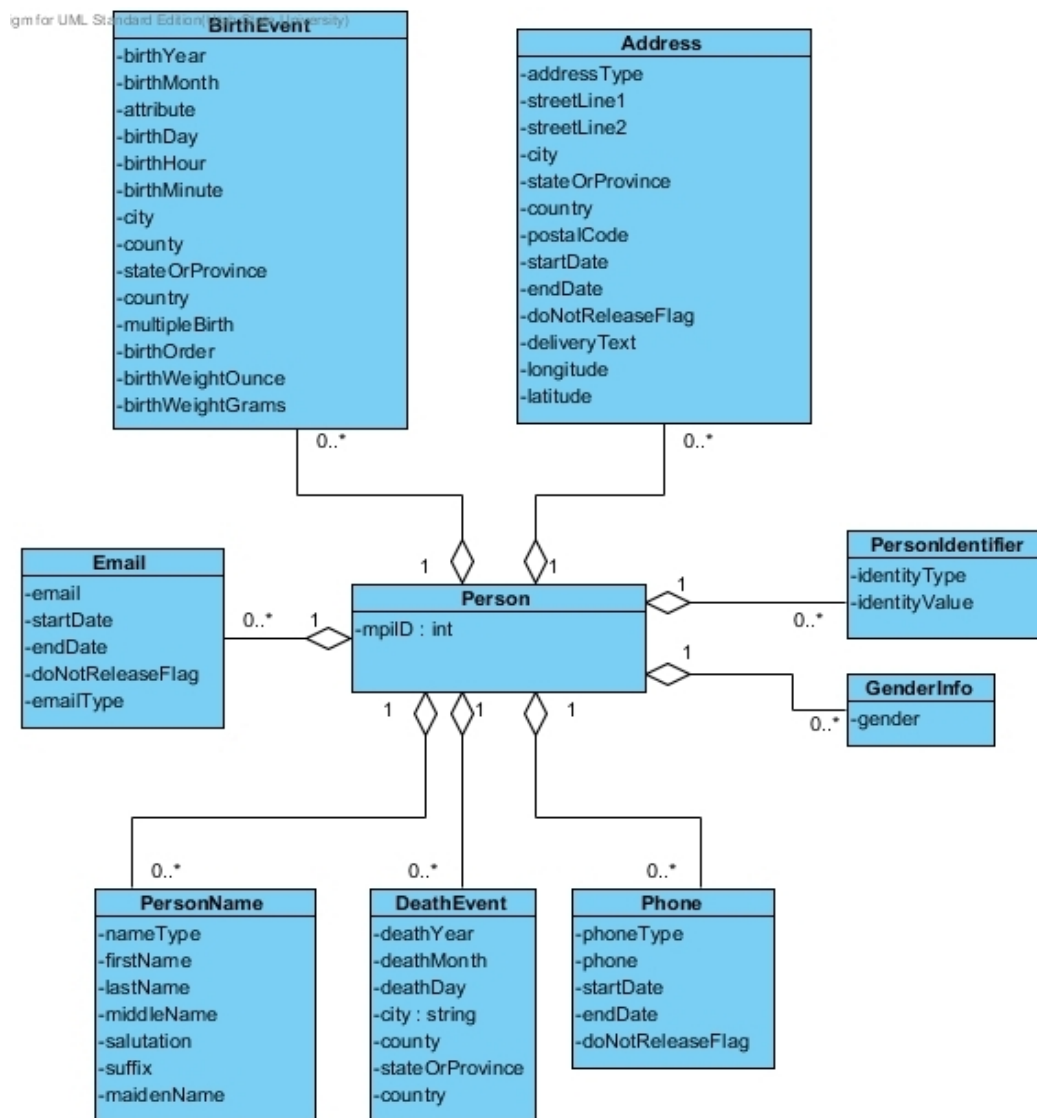 for UML Standard Edition( State University)
BirthEvent
-birthYear
-birthMonth
-attribute
-birthDay
-birthHour
-birthMinute
-city
-county
-stateOrProvince
-country
-multipleBirth
-birthOrder
-birthWeightOunce
-birthWeightGrams
0..*
1
Address
-addressType
-streetLine1
-streetLine2
-city
-stateOrProvince
-country
-postalCode
-startDate
-endDate
-doNotReleaseFlag
-deliveryText
-longitude
-latitude
0..*
1
Email
-email
-startDate
-endDate
-doNotReleaseFlag
-emailType
0..*
1
Person
-mpiID : int
1
0..*
PersonIdentifier
-identityType
-identityValue
1
0..*
GenderInfo
-gender
1
1
1
0..*
0..*
0..*
PersonName
-nameType
-firstName
-lastName
-middleName
-salutation
-suffix
-maidenName
DeathEvent
-deathYear
-deathMonth
-deathDay
-city : string
-county
-stateOrProvince
-country
Phone
-phoneType
-phone
-startDate
-endDate
-doNotReleaseFlag